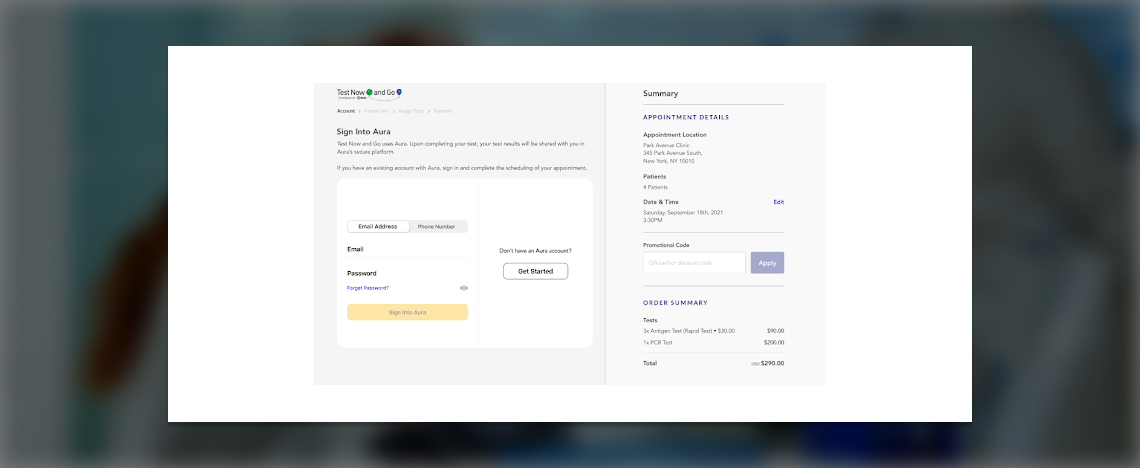 Test Now and Go
Account > Patient Info > Assign Tests > Payment
Sign Into Aura
Test Now and Go uses Aura. Upon completing your test, your test results will be shared with you in
Aura's secure platform.
If you have an existing account with Aura, sign in and complete the scheduling of your appointment.
Email Address
Phone Number
Email
Password
Forget Password?
Sign Into Aura
Don't have an Aura account?
Get Started
Summary
APPOINTMENT DETAILS
Appointment Location
Park Avenue Clinic
345 Park Avenue South,
New York, NY 10010
Patients
4 Patients
Date & Time Edit
Saturday, September 18th, 2021
3:30PM
Promotional Code
Gift card or discount code Apply
ORDER SUMMARY
Tests
3x Antigen Test (Rapid Test) • $30.00 $90.00
1x PCR Test $200.00
Total USD $290.00